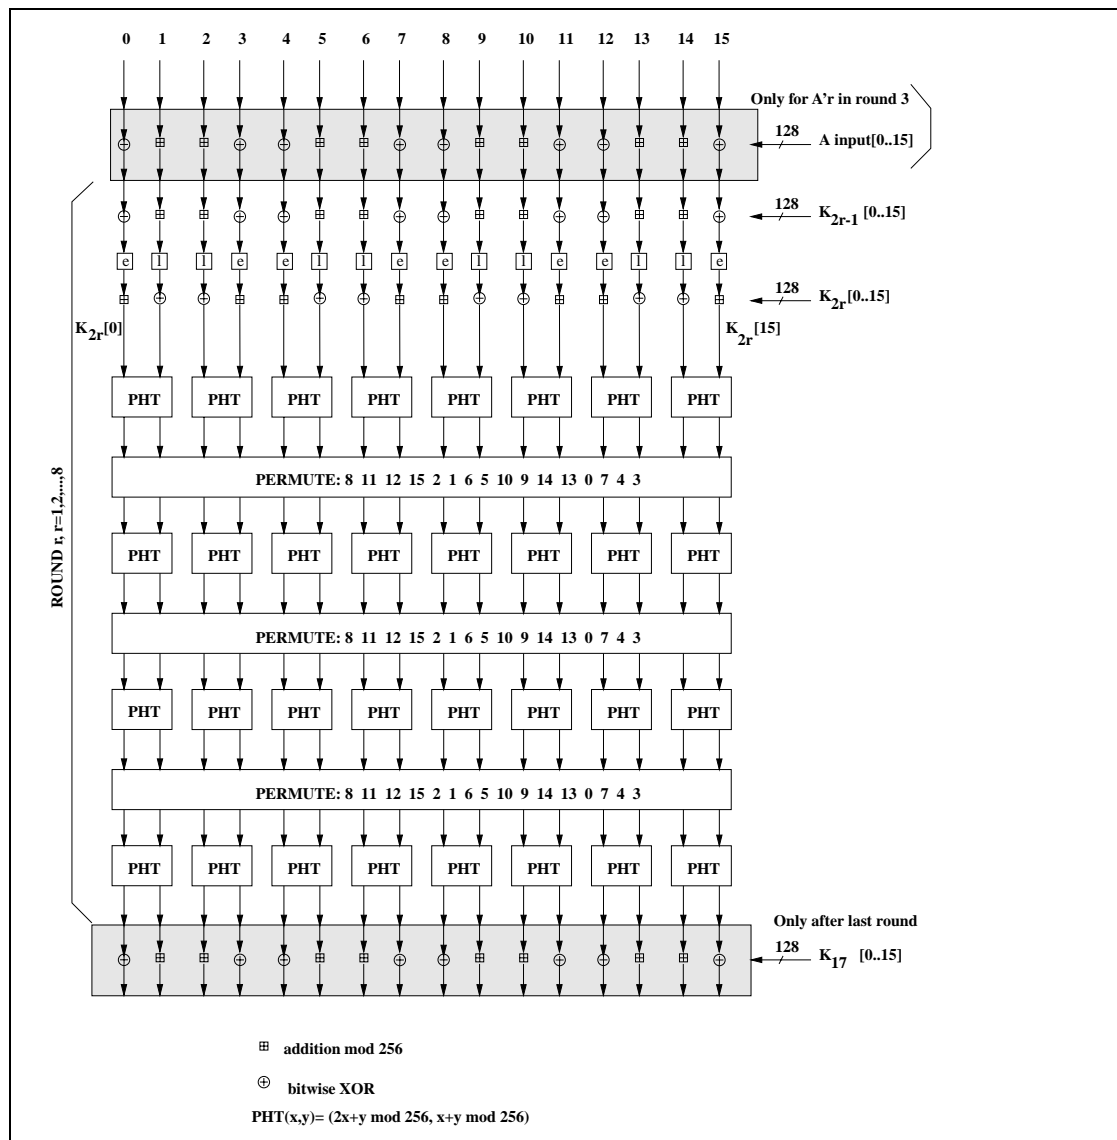 0 1 2 3 4 5 6 7 8 9 10 11 12 13 14 15
Only for A'r in round 3
128 A input[0..15]
128 K2r-1 [0..15]
e l l e e l l e e l l e e l l e
128 K2r [0..15]
K2r[0] K2r[15]
PHT PHT PHT PHT PHT PHT PHT PHT
PERMUTE: 8 11 12 15 2 1 6 5 10 9 14 13 0 7 4 3
ROUND r, r=1,2,...,8
PHT PHT PHT PHT PHT PHT PHT PHT
PERMUTE: 8 11 12 15 2 1 6 5 10 9 14 13 0 7 4 3
PHT PHT PHT PHT PHT PHT PHT PHT
PERMUTE: 8 11 12 15 2 1 6 5 10 9 14 13 0 7 4 3
PHT PHT PHT PHT PHT PHT PHT PHT
Only after last round
128 K17 [0..15]
addition mod 256
bitwise XOR
PHT(x,y)= (2x+y mod 256, x+y mod 256)